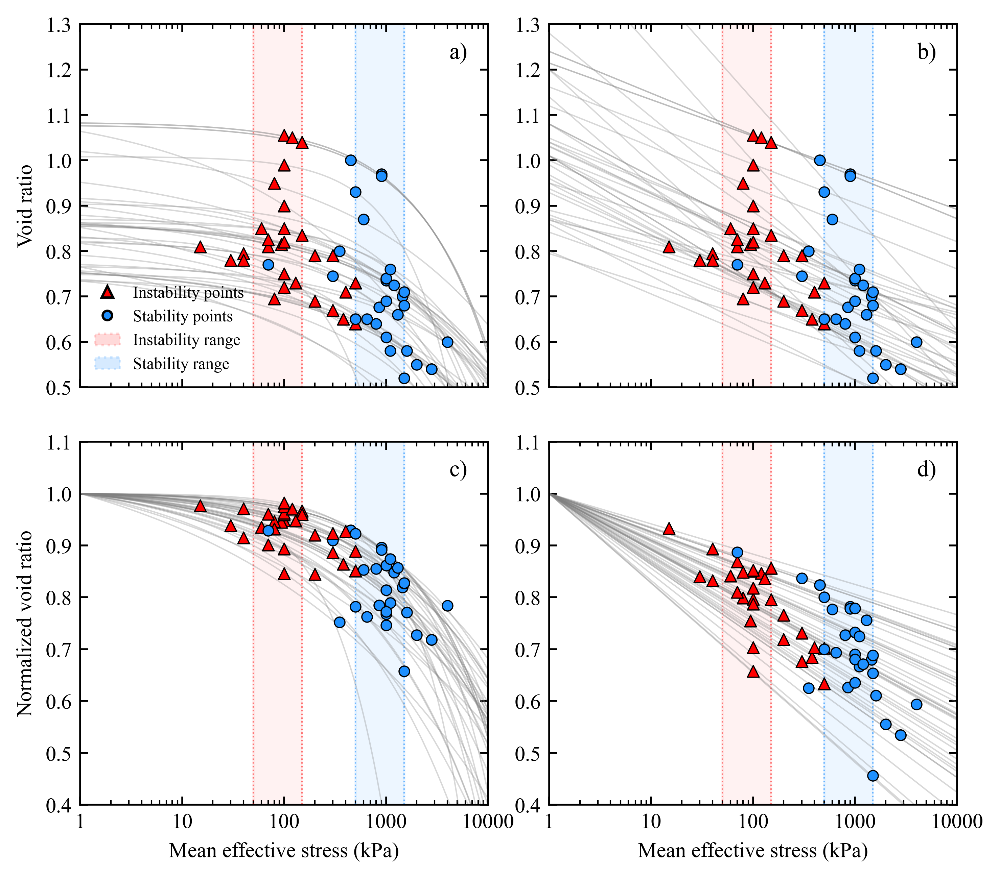 1.3
1.2
1.1
1.0
0.9
0.8
0.7
0.6
0.5
Void ratio
a)
Instability points
Stability points
Instability range
Stability range
1.3
1.2
1.1
1.0
0.9
0.8
0.7
0.6
0.5
b)
1.1
1.0
0.9
0.8
0.7
0.6
0.5
0.4
Normalized void ratio
c)
1 10 100 1000 10000
Mean effective stress (kPa)
1.1
1.0
0.9
0.8
0.7
0.6
0.5
0.4
d)
1 10 100 1000 10000
Mean effective stress (kPa)